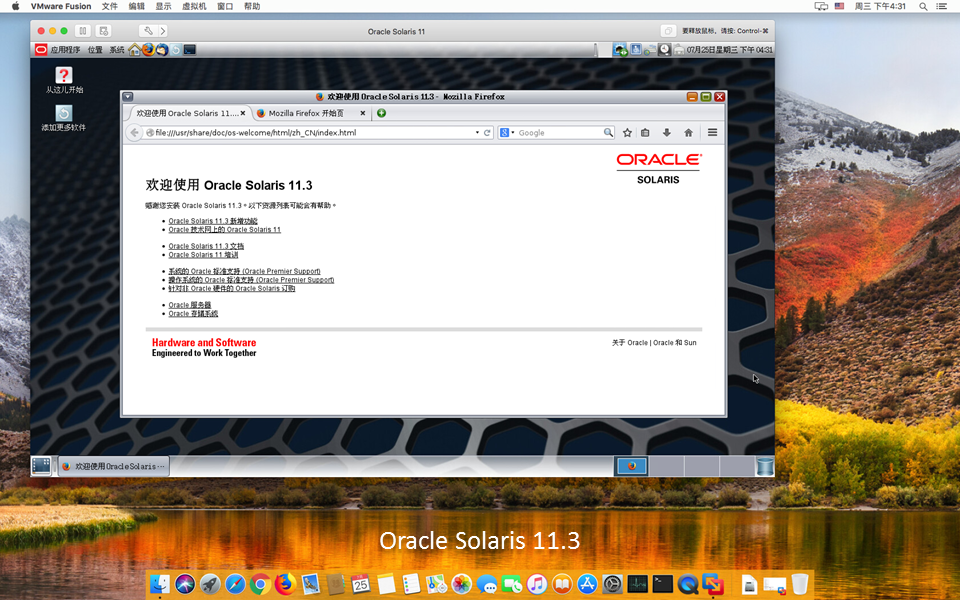 VMware Fusion 文件 编辑 显示 虚拟机 窗口 帮助 周三 下午4:31
Oracle Solaris 11 要释放鼠标，请按: Control-⌘
应用程序 位置 系统 07月25日星期三 下午 04:31
从这儿开始
添加更多软件
欢迎使用 Oracle Solaris 11.3 - Mozilla Firefox
欢迎使用 Oracle Solaris 11.... Mozilla Firefox 开始页
file:///usr/share/doc/os-welcome/html/zh_CN/index.html Google
ORACLE
SOLARIS
欢迎使用 Oracle Solaris 11.3
感谢您安装 Oracle Solaris 11.3。以下资源列表可能会有帮助。
Oracle Solaris 11.3 新增功能
Oracle 技术网上的 Oracle Solaris 11
Oracle Solaris 11.3 文档
Oracle Solaris 11 培训
系统的 Oracle 标准支持 (Oracle Premier Support)
操作系统的 Oracle 标准支持 (Oracle Premier Support)
针对非 Oracle 硬件的 Oracle Solaris 订购
Oracle 服务器
Oracle 存储系统
Hardware and Software
Engineered to Work Together
关于 Oracle | Oracle 和 Sun
欢迎使用 Oracle Solaris···
Oracle Solaris 11.3
25